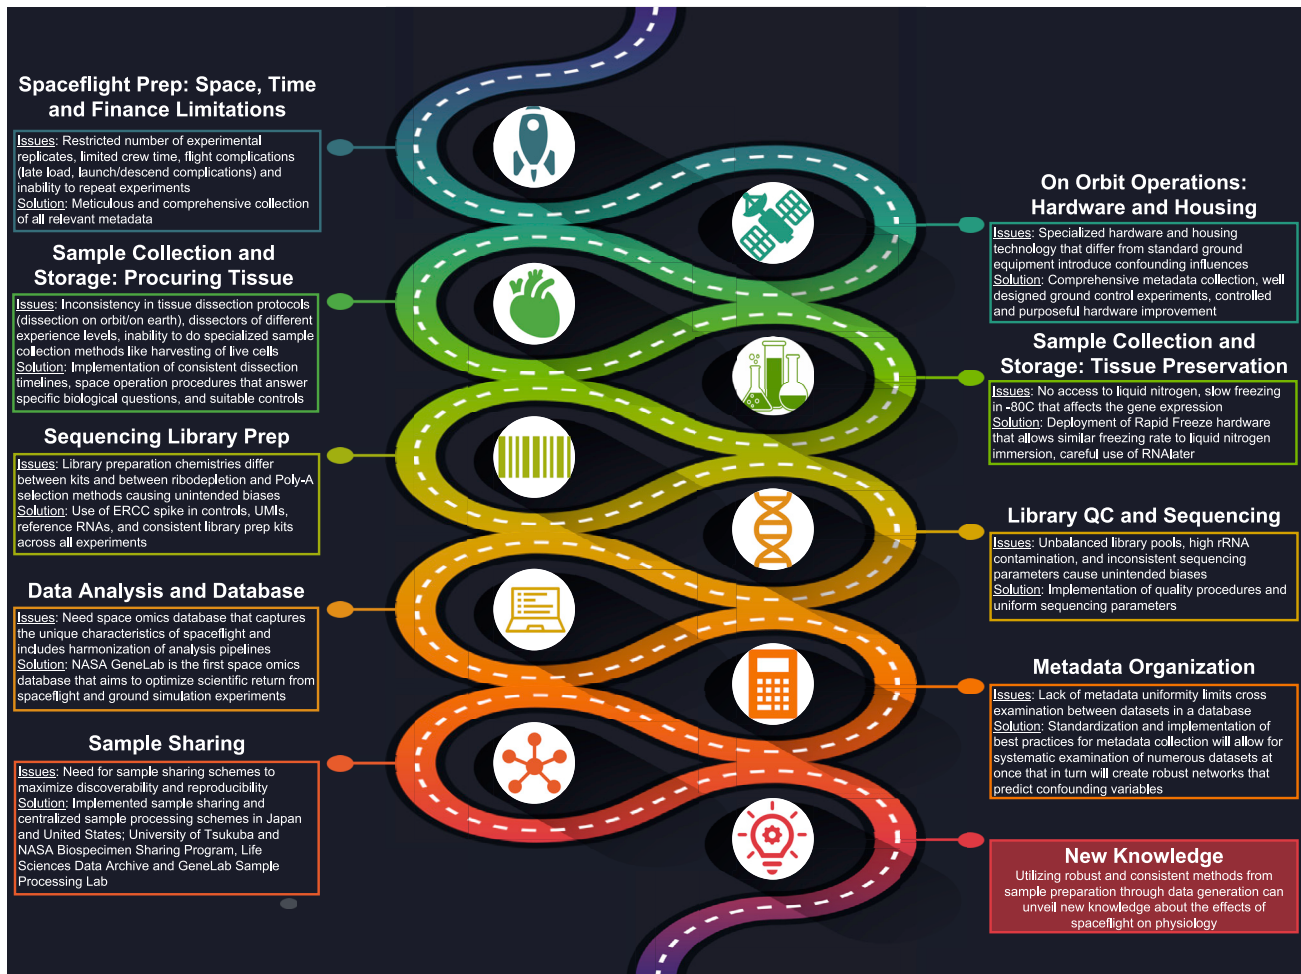 Spaceflight Prep: Space, Time
and Finance Limitations
Issues: Restricted number of experimental
replicates, limited crew time, flight complications
(late load, launch/descend complications) and
inability to repeat experiments
Solution: Meticulous and comprehensive collection
of all relevant metadata
On Orbit Operations:
Hardware and Housing
Issues: Specialized hardware and housing
technology that differ from standard ground
equipment introduce confounding influences
Solution: Comprehensive metadata collection, well
designed ground control experiments, controlled
and purposeful hardware improvement
Sample Collection and
Storage: Procuring Tissue
Issues: Inconsistency in tissue dissection protocols
(dissection on orbit/on earth), dissectors of different
experience levels, inability to do specialized sample
collection methods like harvesting of live cells
Solution: Implementation of consistent dissection
timelines, space operation procedures that answer
specific biological questions, and suitable controls
Sample Collection and
Storage: Tissue Preservation
Issues: No access to liquid nitrogen, slow freezing
in -80C that affects the gene expression
Solution: Deployment of Rapid Freeze hardware
that allows similar freezing rate to liquid nitrogen
immersion, careful use of RNAlater
Sequencing Library Prep
Issues: Library preparation chemistries differ
between kits and between ribodepletion and Poly-A
selection methods causing unintended biases
Solution: Use of ERCC spike in controls, UMIs,
reference RNAs, and consistent library prep kits
across all experiments
Library QC and Sequencing
Issues: Unbalanced library pools, high rRNA
contamination, and inconsistent sequencing
parameters cause unintended biases
Solution: Implementation of quality procedures and
uniform sequencing parameters
Data Analysis and Database
Issues: Need space omics database that captures
the unique characteristics of spaceflight and
includes harmonization of analysis pipelines
Solution: NASA GeneLab is the first space omics
database that aims to optimize scientific return from
spaceflight and ground simulation experiments
Metadata Organization
Issues: Lack of metadata uniformity limits cross
examination between datasets in a database
Solution: Standardization and implementation of
best practices for metadata collection will allow for
systematic examination of numerous datasets at
once that in turn will create robust networks that
predict confounding variables
Sample Sharing
Issues: Need for sample sharing schemes to
maximize discoverability and reproducibility
Solution: Implemented sample sharing and
centralized sample processing schemes in Japan
and United States; University of Tsukuba and
NASA Biospecimen Sharing Program, Life
Sciences Data Archive and GeneLab Sample
Processing Lab
New Knowledge
Utilizing robust and consistent methods from
sample preparation through data generation can
unveil new knowledge about the effects of
spaceflight on physiology